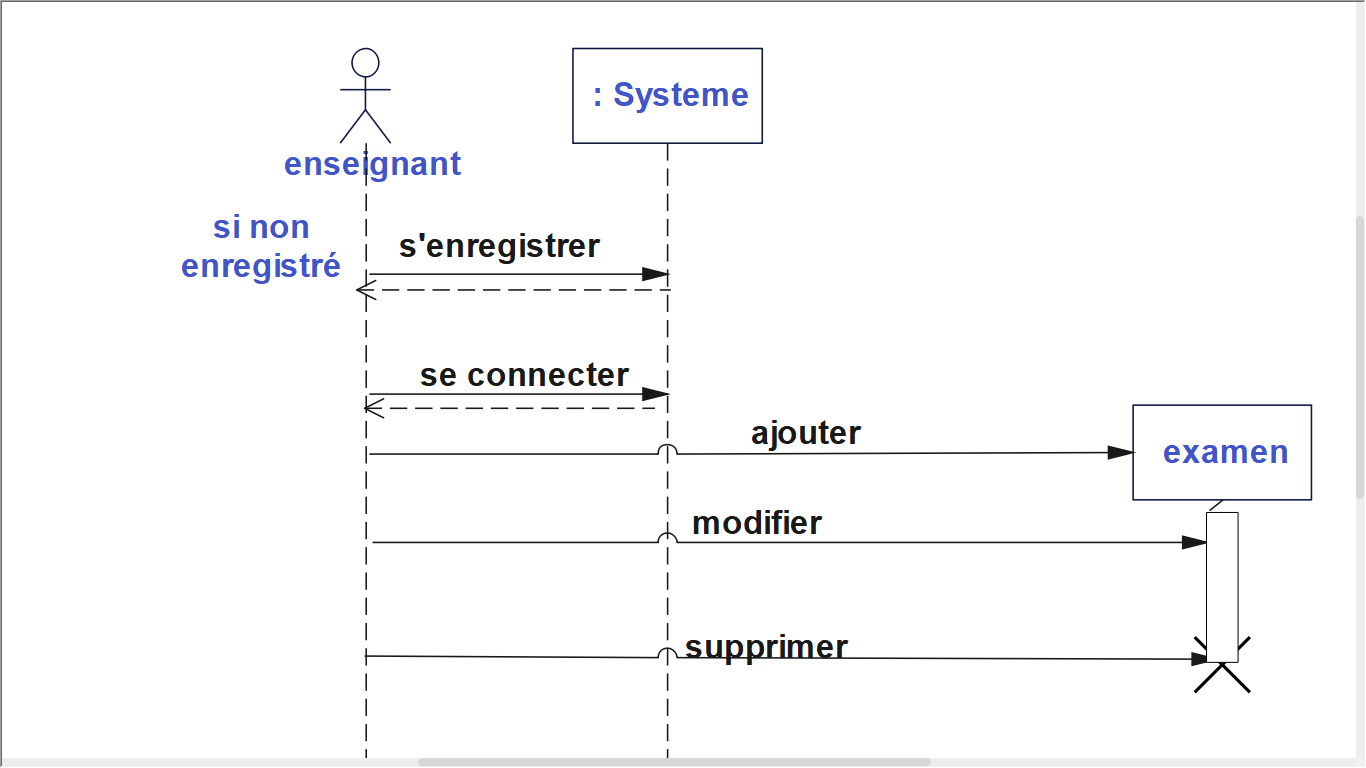 : Systeme
enseignant
si non
enregistré
s'enregistrer
se connecter
ajouter
examen
modifier
supprimer